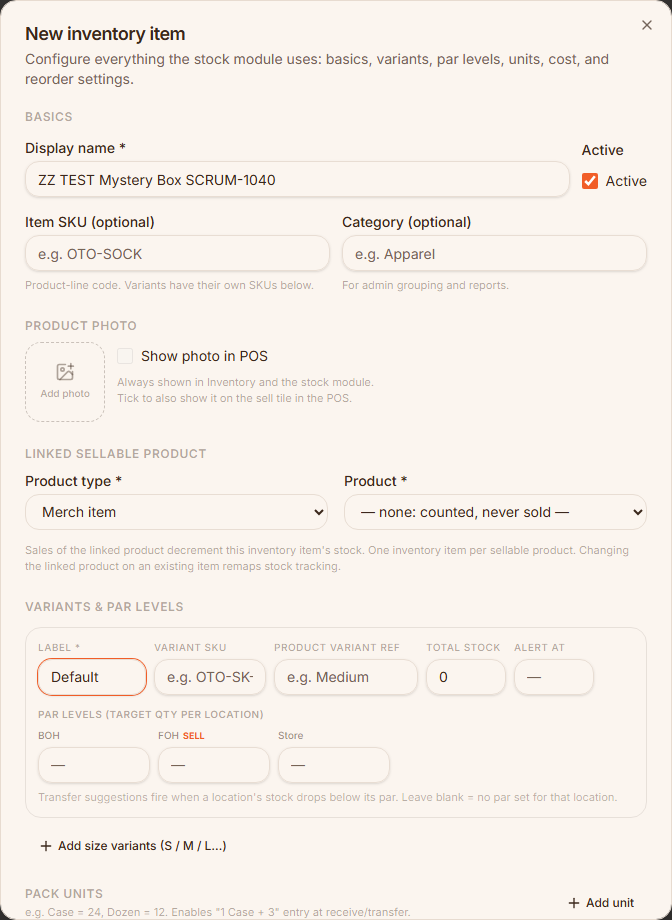 New inventory item
Configure everything the stock module uses: basics, variants, par levels, units, cost, and
reorder settings.
BASICS
Display name *
Active
ZZ TEST Mystery Box SCRUM-1040
Active
Item SKU (optional)
Category (optional)
e.g. OTO-SOCK
e.g. Apparel
Product-line code. Variants have their own SKUs below.
For admin grouping and reports.
PRODUCT PHOTO
Add photo
Show photo in POS
Always shown in Inventory and the stock module.
Tick to also show it on the sell tile in the POS.
LINKED SELLABLE PRODUCT
Product type *
Product *
Merch item
— none: counted, never sold —
Sales of the linked product decrement this inventory item's stock. One inventory item per sellable product. Changing
the linked product on an existing item remaps stock tracking.
VARIANTS & PAR LEVELS
LABEL * VARIANT SKU PRODUCT VARIANT REF TOTAL STOCK ALERT AT
Default e.g. OTO-SK- e.g. Medium 0 —
PAR LEVELS (TARGET QTY PER LOCATION)
BOH FOH SELL Store
— — —
Transfer suggestions fire when a location's stock drops below its par. Leave blank = no par set for that location.
+ Add size variants (S / M / L...)
PACK UNITS
+ Add unit
e.g. Case = 24, Dozen = 12. Enables "1 Case + 3" entry at receive/transfer.